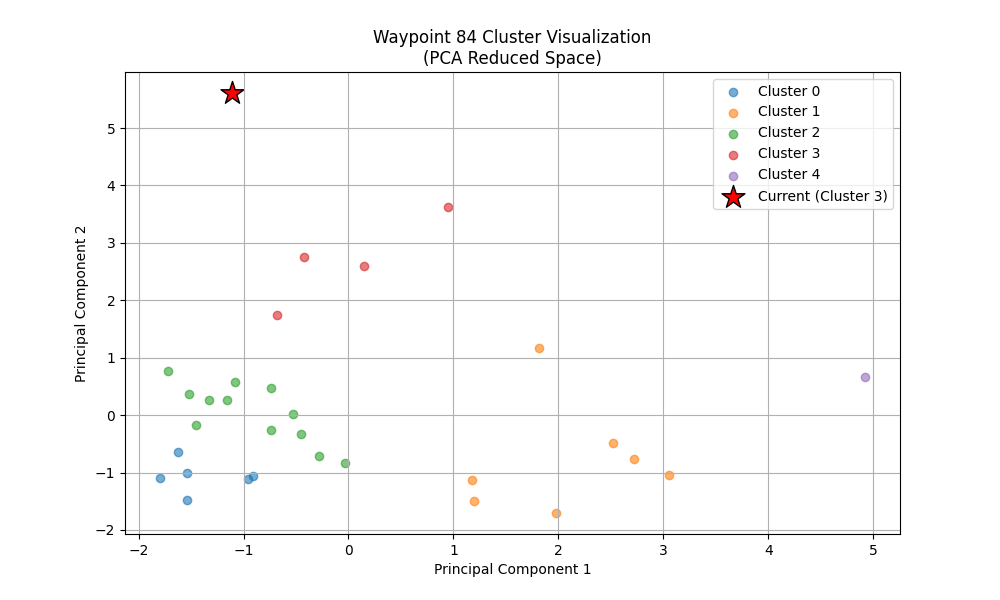 Waypoint 84 Cluster Visualization
(PCA Reduced Space)
Cluster 0
Cluster 1
Cluster 2
Cluster 3
Cluster 4
Current (Cluster 3)
Principal Component 2
5
4
3
2
1
0
−1
−2
−2
−1
0
1
2
3
4
5
Principal Component 1